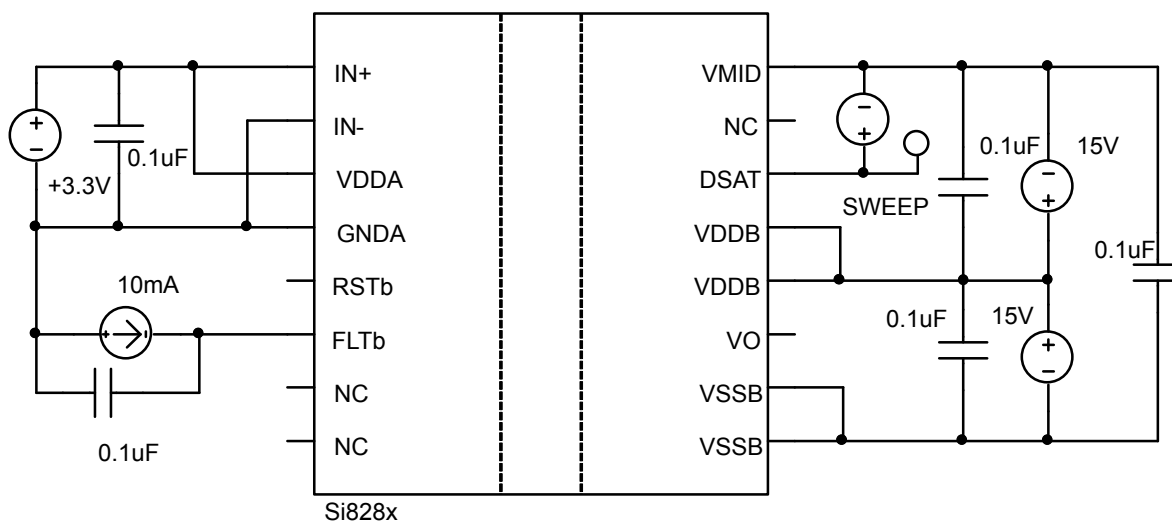 IN+
IN-
VDDA
GNDA
RSTb
FLTb
NC
NC
VMID
NC
DSAT
VDDB
VDDB
VO
VSSB
VSSB
+
-
+3.3V
0.1uF
10mA
+
-
0.1uF
-
+
SWEEP
0.1uF
15V
-
+
0.1uF
0.1uF
15V
+
-
Si828x